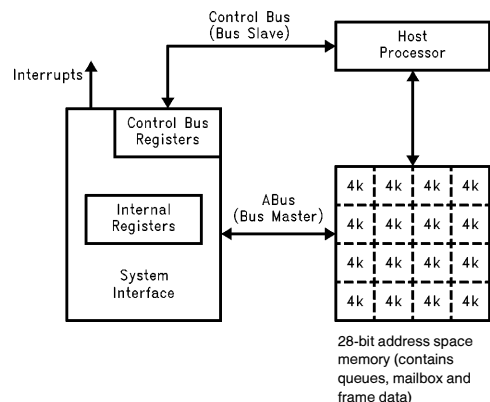 Control Bus
(Bus Slave)
Host
Processor
Interrupts
Control Bus
Registers
Internal
Registers
System
Interface
ABus
(Bus Master)
4k 4k 4k 4k
4k 4k 4k 4k
4k 4k 4k 4k
4k 4k 4k 4k
28-bit address space
memory (contains
queues, mailbox and
frame data)